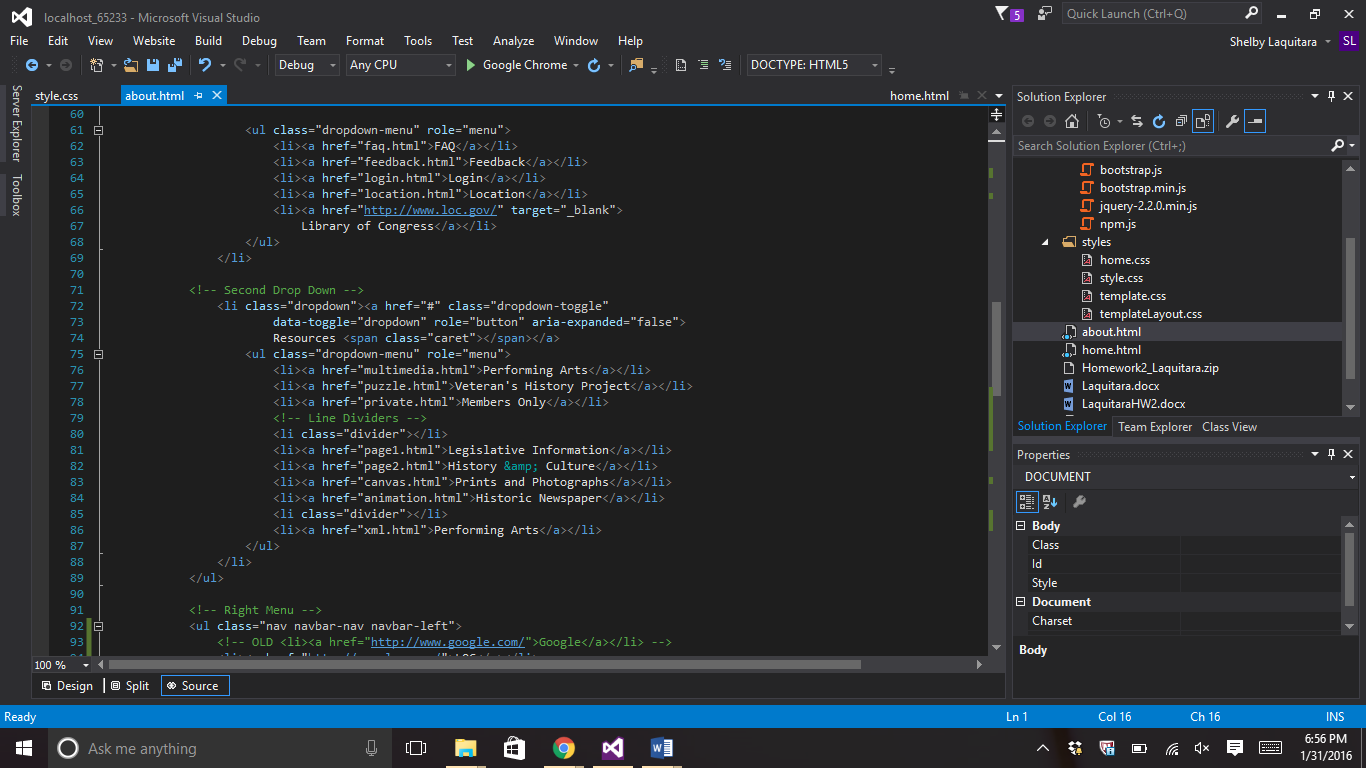 localhost_65233 - Microsoft Visual Studio
5
Quick Launch (Ctrl+Q)
File Edit View Website Build Debug Team Format Tools Test Analyze Window Help
Shelby Laquitara SL
Debug Any CPU Google Chrome DOCTYPE: HTML5
Server Explorer
Toolbox
style.css about.html home.html
60
61 <ul class="dropdown-menu" role="menu">
62 <li><a href="faq.html">FAQ</a></li>
63 <li><a href="feedback.html">Feedback</a></li>
64 <li><a href="login.html">Login</a></li>
65 <li><a href="location.html">Location</a></li>
66 <li><a href="http://www.loc.gov/" target="_blank">
67 Library of Congress</a></li>
68 </ul>
69 </li>
70
71 <!-- Second Drop Down -->
72 <li class="dropdown"><a href="#" class="dropdown-toggle"
73 data-toggle="dropdown" role="button" aria-expanded="false">
74 Resources <span class="caret"></span></a>
75 <ul class="dropdown-menu" role="menu">
76 <li><a href="multimedia.html">Performing Arts</a></li>
77 <li><a href="puzzle.html">Veteran's History Project</a></li>
78 <li><a href="private.html">Members Only</a></li>
79 <!-- Line Dividers -->
80 <li class="divider"></li>
81 <li><a href="page1.html">Legislative Information</a></li>
82 <li><a href="page2.html">History &amp; Culture</a></li>
83 <li><a href="canvas.html">Prints and Photographs</a></li>
84 <li><a href="animation.html">Historic Newspaper</a></li>
85 <li class="divider"></li>
86 <li><a href="xml.html">Performing Arts</a></li>
87 </ul>
88 </li>
89 </ul>
90
91 <!-- Right Menu -->
92 <ul class="nav navbar-nav navbar-left">
93 <!-- OLD <li><a href="http://www.google.com/">Google</a></li> -->
100 %
Design Split Source
Solution Explorer
Search Solution Explorer (Ctrl+;)
bootstrap.js
bootstrap.min.js
jquery-2.2.0.min.js
npm.js
styles
home.css
style.css
template.css
templateLayout.css
about.html
home.html
Homework2_Laquitara.zip
Laquitara.docx
LaquitaraHW2.docx
Solution Explorer Team Explorer Class View
Properties
DOCUMENT
Body
Class
Id
Style
Document
Charset
Body
Ready Ln 1 Col 16 Ch 16 INS
Ask me anything
6:56 PM
1/31/2016